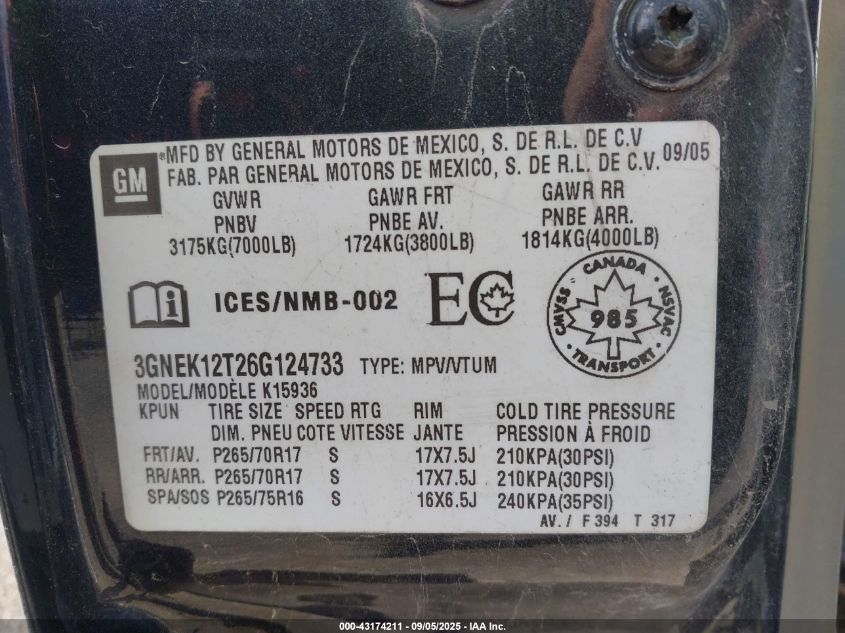 GM
MFD BY GENERAL MOTORS DE MEXICO, S. DE R.L. DE C.V
FAB. PAR GENERAL MOTORS DE MEXICO, S. DE R.L. DE C.V. 09/05
GVWR GAWR FRT GAWR RR
PNBV PNBE AV. PNBE ARR.
3175KG(7000LB) 1724KG(3800LB) 1814KG(4000LB)
i ICES/NMB-002 EC
CANADA
CMVSS 985 NSVAC
TRANSPORT
3GNEK12T26G124733 TYPE: MPV/VTUM
MODEL/MODÈLE K15936
KPUN TIRE SIZE SPEED RTG RIM COLD TIRE PRESSURE
DIM. PNEU COTE VITESSE JANTE PRESSION À FROID
FRT/AV. P265/70R17 S 17X7.5J 210KPA(30PSI)
RR/ARR. P265/70R17 S 17X7.5J 210KPA(30PSI)
SPA/SOS P265/75R16 S 16X6.5J 240KPA(35PSI)
AV. / F 394 T 317
000-43174211 - 09/05/2025 - IAA Inc.